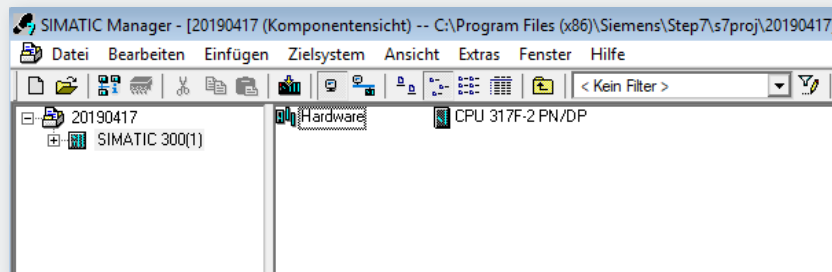 SIMATIC Manager - [20190417 (Komponentensicht) -- C:\Program Files (x86)\Siemens\Step7\s7proj\20190417]
Datei Bearbeiten Einfügen Zielsystem Ansicht Extras Fenster Hilfe
< Kein Filter >
20190417
SIMATIC 300(1)
Hardware
CPU 317F-2 PN/DP